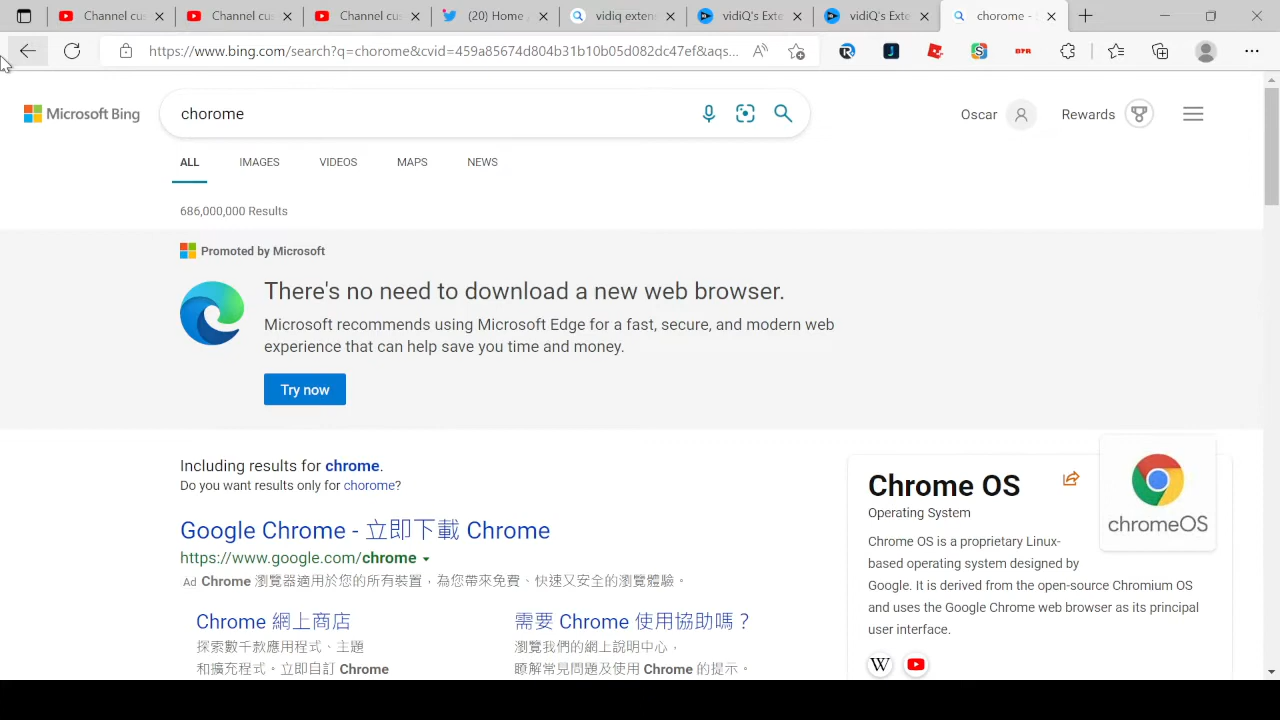 Channel cus
Channel cus
Channel cus
(20) Home
vidiq extens
vidiQ's Exte
vidiQ's Exte
chorome -
https://www.bing.com/search?q=chorome&cvid=459a85674d804b31b10b05d082dc47ef&aqs...
Microsoft Bing
chorome
Oscar
Rewards
ALL
IMAGES
VIDEOS
MAPS
NEWS
686,000,000 Results
Promoted by Microsoft
There's no need to download a new web browser.
Microsoft recommends using Microsoft Edge for a fast, secure, and modern web
experience that can help save you time and money.
Try now
Including results for chrome.
Do you want results only for chorome?
Google Chrome - 立即下載 Chrome
https://www.google.com/chrome
Ad Chrome 瀏覽器適用於您的所有裝置，為您帶來免費、快速又安全的瀏覽體驗。
Chrome 網上商店
探索數千款應用程式、主題
和擴充程式。立即自訂 Chrome
需要 Chrome 使用協助嗎？
瀏覽我們的網上說明中心，
瞭解常見問題及使用 Chrome 的提示。
Chrome OS
Operating System
chromeOS
Chrome OS is a proprietary Linux-
based operating system designed by
Google. It is derived from the open-source Chromium OS
and uses the Google Chrome web browser as its principal
user interface.
W